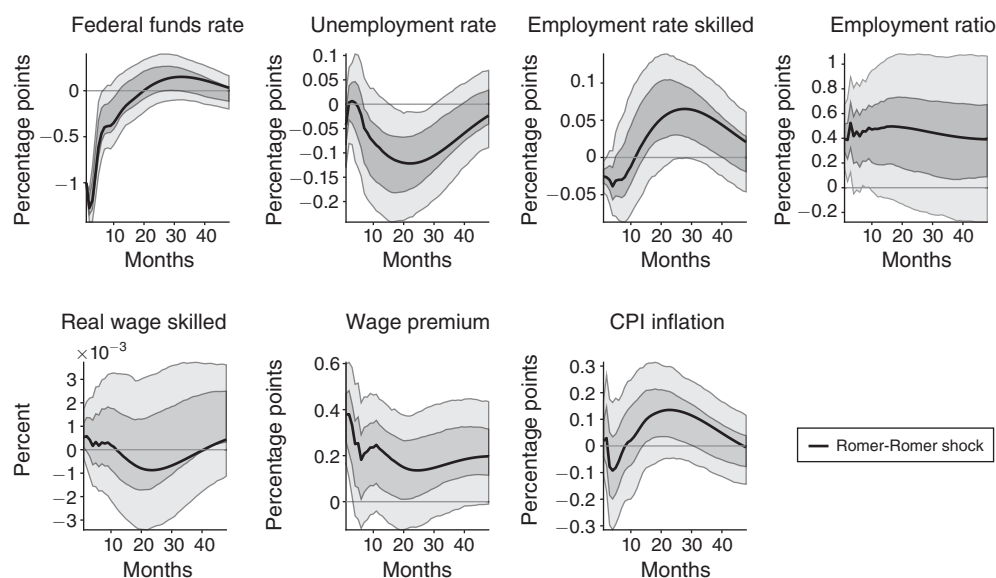 Federal funds rate
Percentage points
0
−0.5
−1
10 20 30 40
Months
Unemployment rate
Percentage points
0.1
0.05
0
−0.05
−0.1
−0.15
−0.2
10 20 30 40
Months
Employment rate skilled
Percentage points
0.1
0.05
0
−0.05
10 20 30 40
Months
Employment ratio
Percentage points
1
0.8
0.6
0.4
0.2
0
−0.2
10 20 30 40
Months
Real wage skilled
×10−3
Percent
3
2
1
0
−1
−2
−3
10 20 30 40
Months
Wage premium
Percentage points
0.6
0.4
0.2
0
10 20 30 40
Months
CPI inflation
Percentage points
0.3
0.2
0.1
0
−0.1
−0.2
−0.3
10 20 30 40
Months
Romer-Romer shock